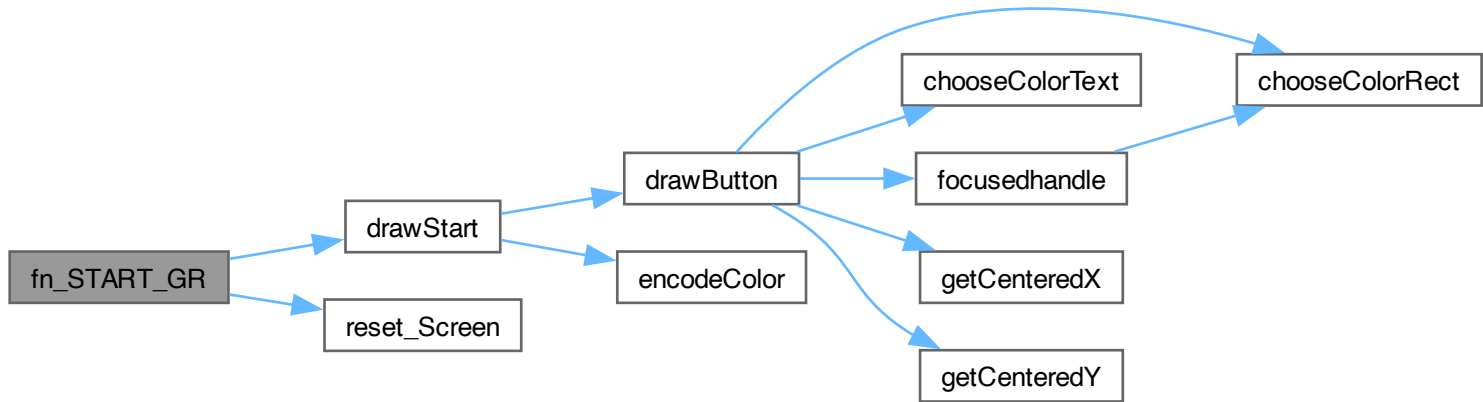 fn_START_GR
drawStart
reset_Screen
drawButton
encodeColor
chooseColorText
focusedhandle
getCenteredX
getCenteredY
chooseColorRect